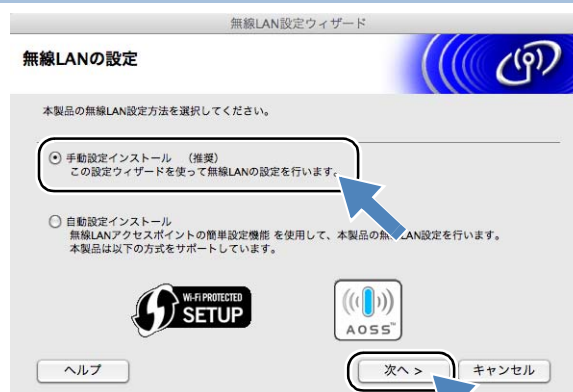 無線LAN設定ウィザード
無線LANの設定
本製品の無線LAN設定方法を選択してください。
手動設定インストール （推奨）
この設定ウィザードを使って無線LANの設定を行います。
自動設定インストール
無線LANアクセスポイントの簡単設定機能 を使用して、本製品の無線LAN設定を行います。
本製品は以下の方式をサポートしています。
Wi-Fi PROTECTED
SETUP
AOSS™
ヘルプ
次へ >
キャンセル